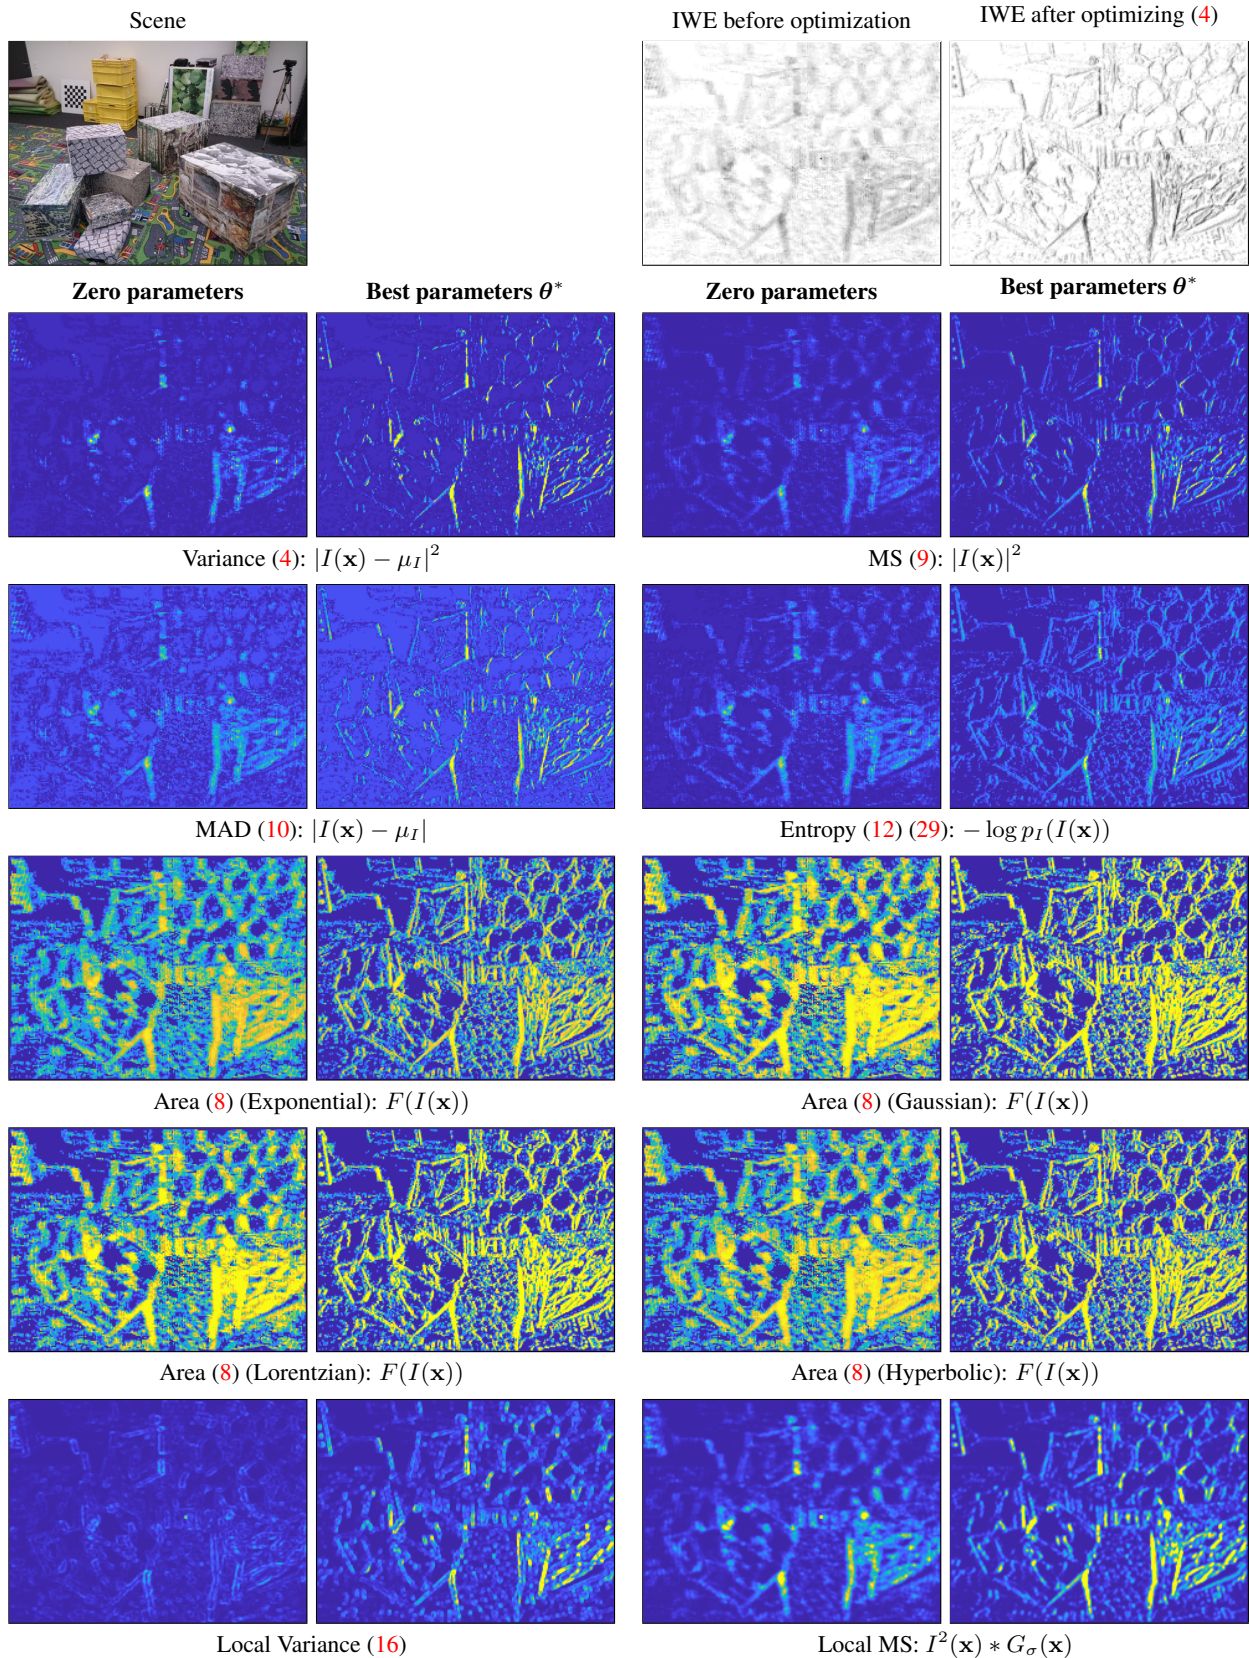 Scene
IWE before optimization
IWE after optimizing (4)
Zero parameters
Best parameters θ*
Zero parameters
Best parameters θ*
Variance (4): |I(x) − μ_I|²
MS (9): |I(x)|²
MAD (10): |I(x) − μ_I|
Entropy (12) (29): − log p_I(I(x))
Area (8) (Exponential): F(I(x))
Area (8) (Gaussian): F(I(x))
Area (8) (Lorentzian): F(I(x))
Area (8) (Hyperbolic): F(I(x))
Local Variance (16)
Local MS: I²(x) ∗ G_σ(x)